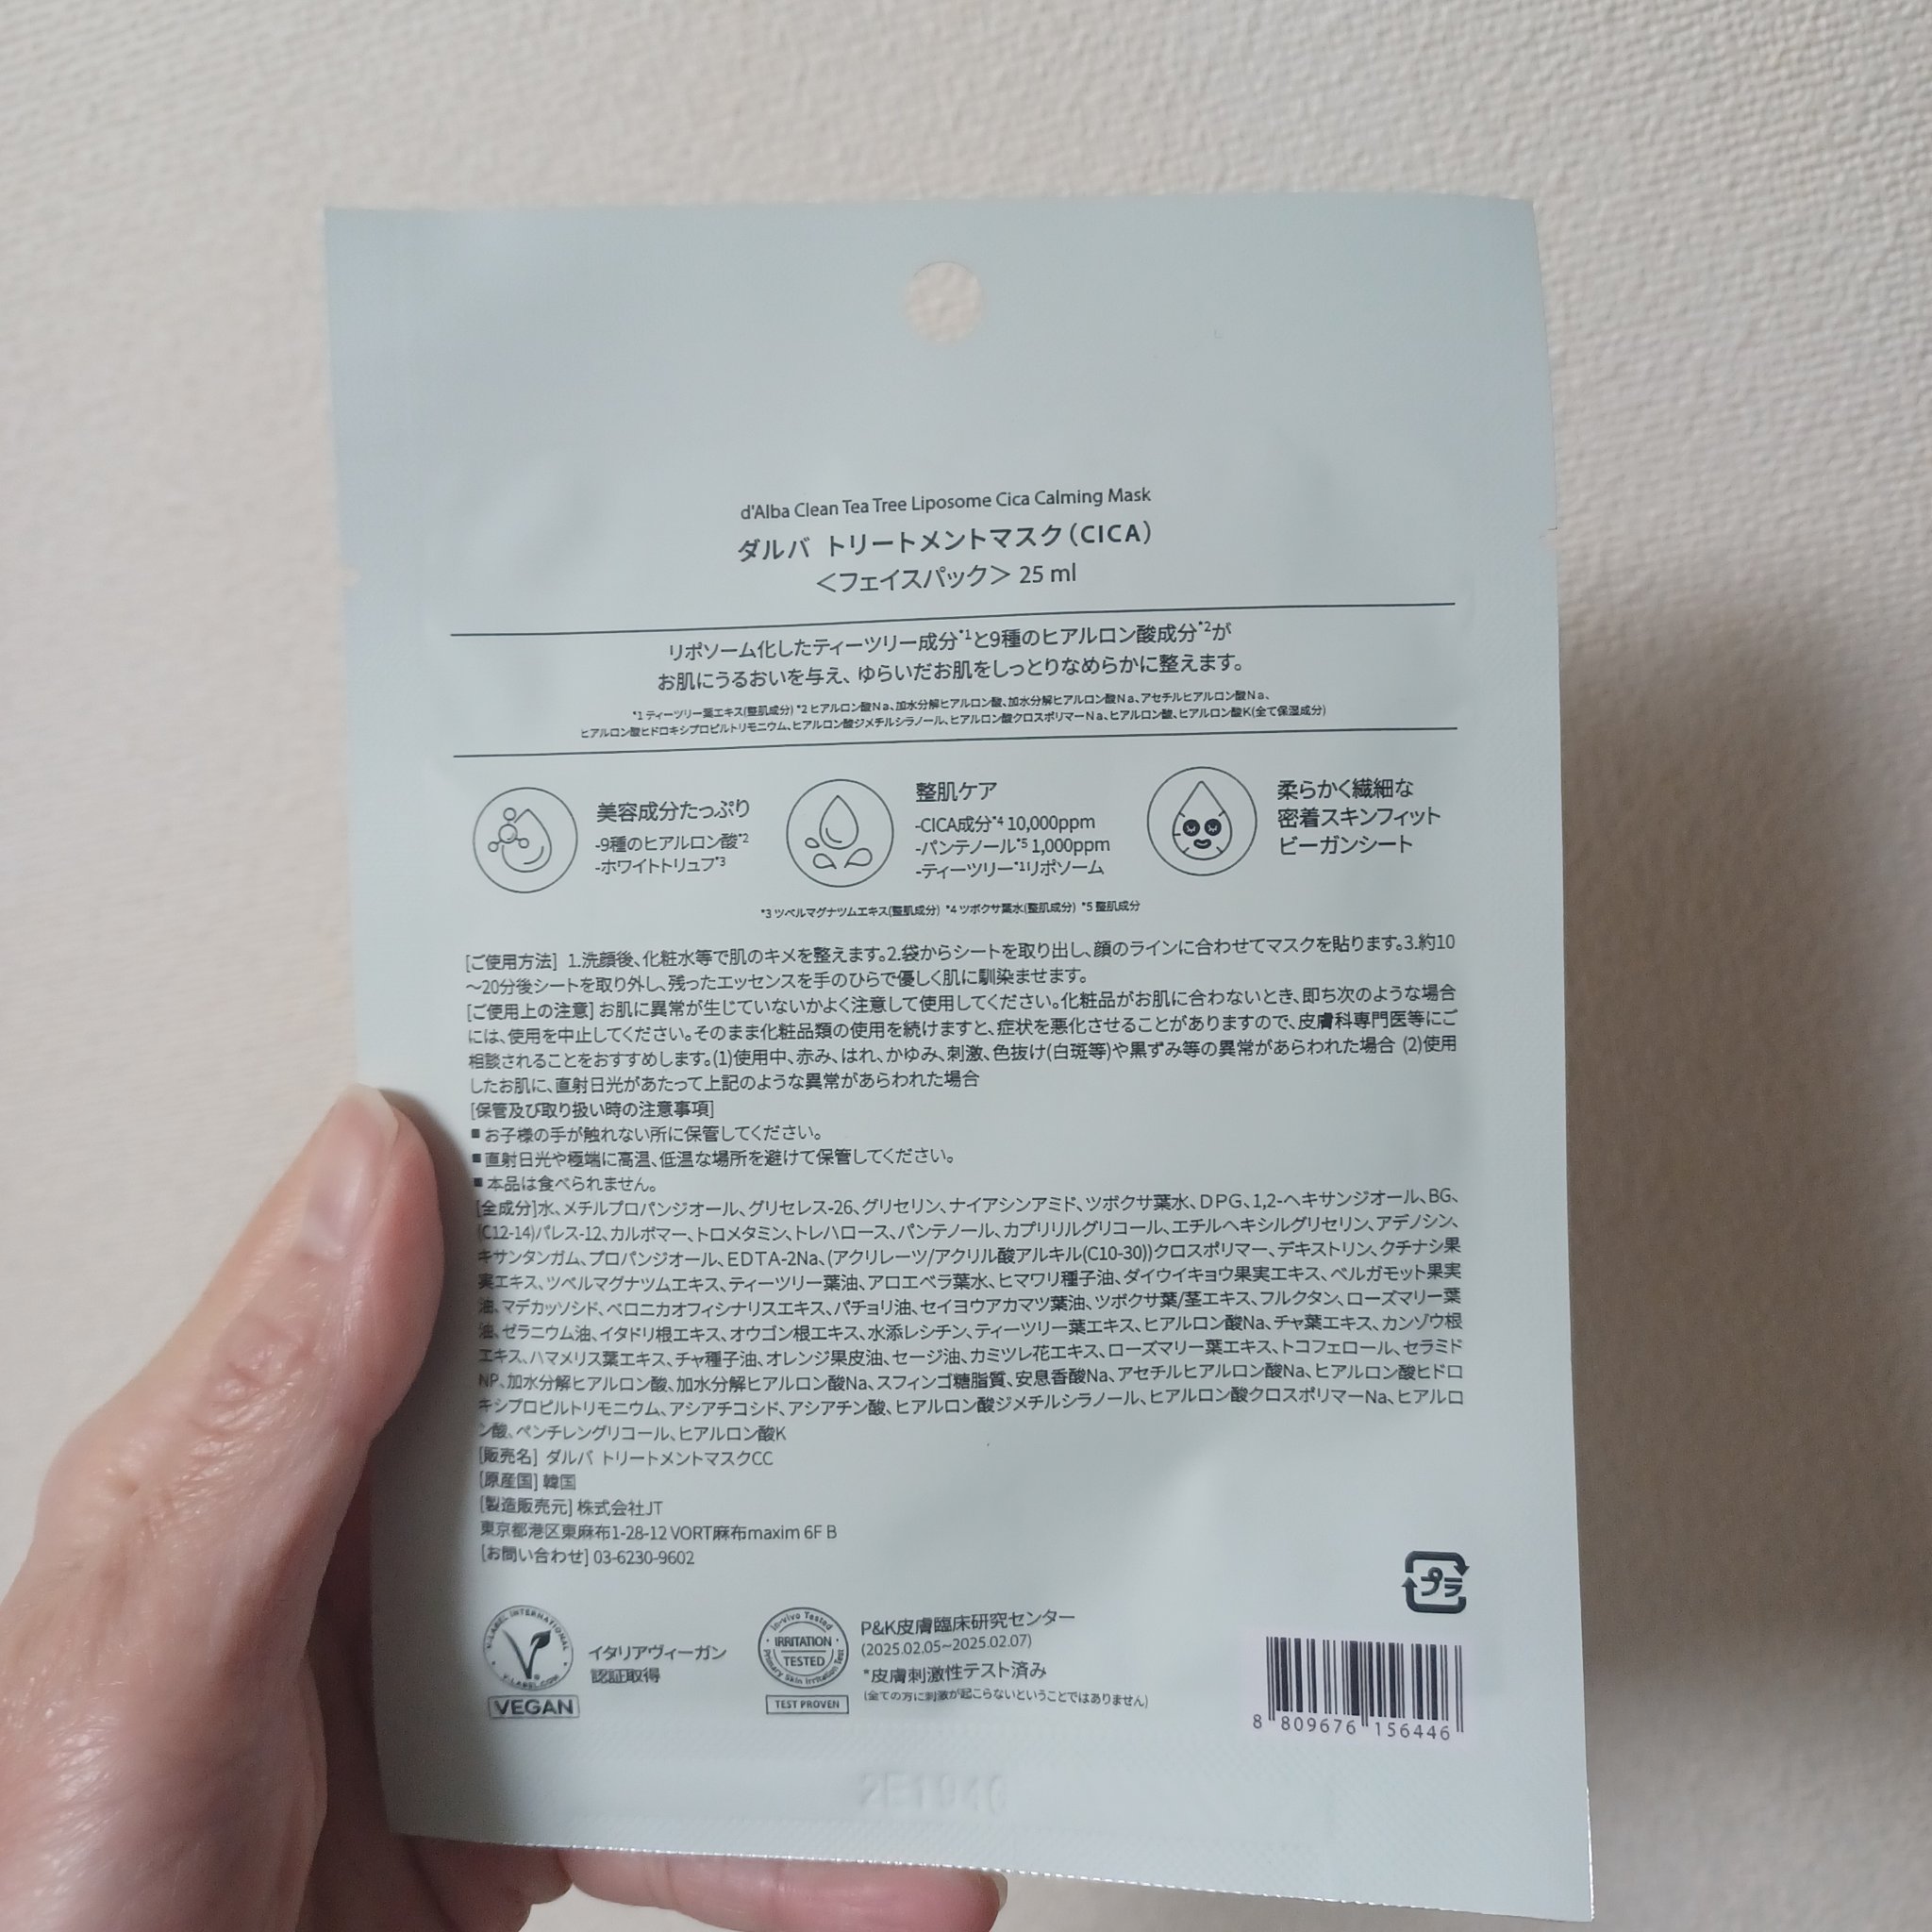 d'Alba Clean Tea Tree Liposome Cica Calming Mask
ダルバ トリートメントマスク(CICA)
＜フェイスパック＞ 25 ml
リポソーム化したティーツリー成分*1と9種のヒアルロン酸成分*2が
お肌にうるおいを与え、ゆらいだお肌をしっとりなめらかに整えます。
*1 ティーツリー葉エキス(整肌成分) *2 ヒアルロン酸Na、加水分解ヒアルロン酸、加水分解ヒアルロン酸Na、アセチルヒアルロン酸Na、
ヒアルロン酸ヒドロキシプロピルトリモニウム、ヒアルロン酸ジメチルシラノール、ヒアルロン酸クロスポリマーNa、ヒアルロン酸、ヒアルロン酸K(全て保湿成分)
美容成分たっぷり
-9種のヒアルロン酸*2
-ホワイトトリュフ*3
整肌ケア
-CICA成分*4 10,000ppm
-パンテノール*5 1,000ppm
-ティーツリー*1リポソーム
柔らかく繊細な
密着スキンフィット
ビーガンシート
*3 ツベルマグナツムエキス(整肌成分) *4 ツボクサ葉水(整肌成分) *5 整肌成分
[ご使用方法] 1.洗顔後、化粧水等で肌のキメを整えます。2.袋からシートを取り出し、顔のラインに合わせてマスクを貼ります。3.約10
～20分後シートを取り外し、残ったエッセンスを手のひらで優しく肌に馴染ませます。
[ご使用上の注意] お肌に異常が生じていないかよく注意して使用してください。化粧品がお肌に合わないとき、即ち次のような場合
には、使用を中止してください。そのまま化粧品類の使用を続けますと、症状を悪化させることがありますので、皮膚科専門医等にご
相談されることをおすすめします。(1)使用中、赤み、はれ、かゆみ、刺激、色抜け(白斑等)や黒ずみ等の異常があらわれた場合 (2)使用
したお肌に、直射日光があたって上記のような異常があらわれた場合
[保管及び取り扱い時の注意事項]
■ お子様の手が触れない所に保管してください。
■ 直射日光や極端に高温、低温な場所を避けて保管してください。
■ 本品は食べられません。
[全成分]水、メチルプロパンジオール、グリセレス-26、グリセリン、ナイアシンアミド、ツボクサ葉水、DPG、1,2-ヘキサンジオール、BG、
(C12-14)パレス-12、カルボマー、トロメタミン、トレハロース、パンテノール、カプリリルグリコール、エチルヘキシルグリセリン、アデノシン、
キサンタンガム、プロパンジオール、EDTA-2Na、(アクリレーツ/アクリル酸アルキル(C10-30))クロスポリマー、デキストリン、クチナシ果
実エキス、ツベルマグナツムエキス、ティーツリー葉油、アロエベラ葉水、ヒマワリ種子油、ダイウイキョウ果実エキス、ベルガモット果実
油、マデカッソシド、ベロニカオフィシナリスエキス、パチョリ油、セイヨウアカマツ葉油、ツボクサ葉/茎エキス、フルクタン、ローズマリー葉
油、ゼラニウム油、イタドリ根エキス、オウゴン根エキス、水添レシチン、ティーツリー葉エキス、ヒアルロン酸Na、チャ葉エキス、カンゾウ根
エキス、ハマメリス葉エキス、チャ種子油、オレンジ果皮油、セージ油、カミツレ花エキス、ローズマリー葉エキス、トコフェロール、セラミド
NP、加水分解ヒアルロン酸、加水分解ヒアルロン酸Na、スフィンゴ糖脂質、安息香酸Na、アセチルヒアルロン酸Na、ヒアルロン酸ヒドロ
キシプロピルトリモニウム、アシアチコシド、アシアチン酸、ヒアルロン酸ジメチルシラノール、ヒアルロン酸クロスポリマーNa、ヒアルロ
ン酸、ペンチレングリコール、ヒアルロン酸K
[販売名] ダルバ トリートメントマスクCC
[原産国] 韓国
[製造販売元] 株式会社JT
東京都港区東麻布1-28-12 VORT麻布maxim 6F B
[お問い合わせ] 03-6230-9602
プラ
V-LABEL INTERNATIONAL
V-LABEL.COM
VEGAN
イタリアヴィーガン
認証取得
In-vivo Tested
IRRITATION
TESTED
Primary Skin Irritation Test
TEST PROVEN
P&K皮膚臨床研究センター
(2025.02.05~2025.02.07)
*皮膚刺激性テスト済み
(全ての方に刺激が起こらないということではありません)
8 809676 156446